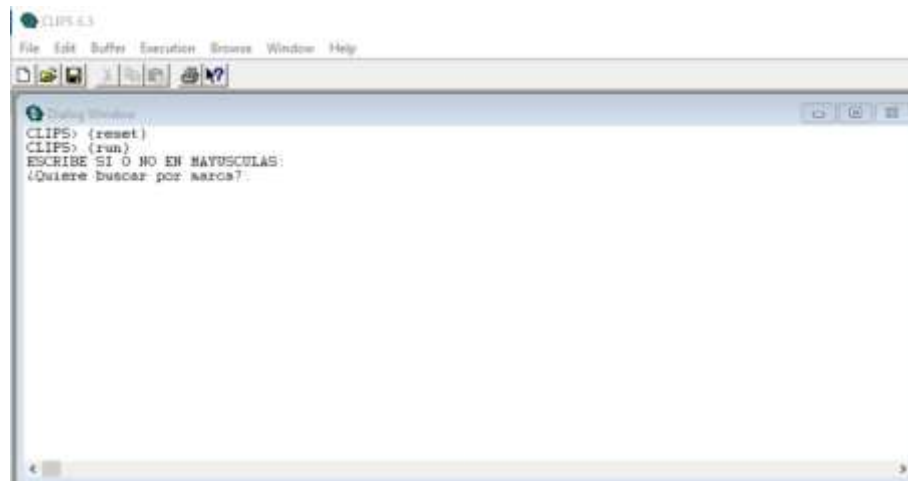 CLIPS 6.3
File Edit Buffer Execution Browse Window Help
Dialog Window
CLIPS> (reset)
CLIPS> (run)
ESCRIBE SI O NO EN MAYUSCULAS:
¿Quiere buscar por marca?